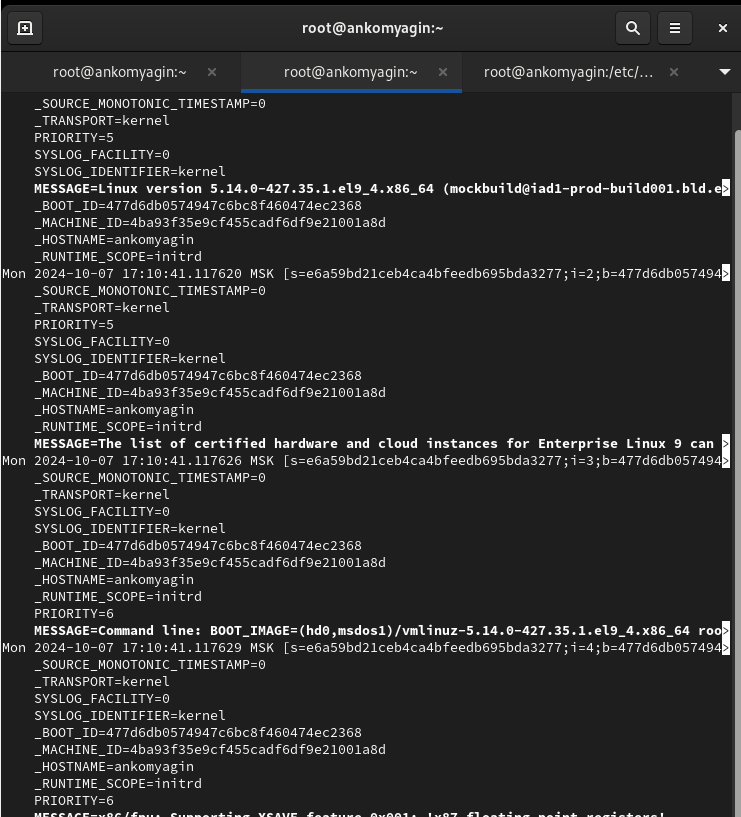 root@ankomyagin:~
root@ankomyagin:~ × root@ankomyagin:~ × root@ankomyagin:/etc/... ×
_SOURCE_MONOTONIC_TIMESTAMP=0
_TRANSPORT=kernel
PRIORITY=5
SYSLOG_FACILITY=0
SYSLOG_IDENTIFIER=kernel
MESSAGE=Linux version 5.14.0-427.35.1.el9_4.x86_64 (mockbuild@iad1-prod-build001.bld.e>
_BOOT_ID=477d6db0574947c6bc8f460474ec2368
_MACHINE_ID=4ba93f35e9cf455cadf6df9e21001a8d
_HOSTNAME=ankomyagin
_RUNTIME_SCOPE=initrd
Mon 2024-10-07 17:10:41.117620 MSK [s=e6a59bd21ceb4ca4bfeedb695bda3277;i=2;b=477d6db057494>
_SOURCE_MONOTONIC_TIMESTAMP=0
_TRANSPORT=kernel
PRIORITY=5
SYSLOG_FACILITY=0
SYSLOG_IDENTIFIER=kernel
_BOOT_ID=477d6db0574947c6bc8f460474ec2368
_MACHINE_ID=4ba93f35e9cf455cadf6df9e21001a8d
_HOSTNAME=ankomyagin
_RUNTIME_SCOPE=initrd
MESSAGE=The list of certified hardware and cloud instances for Enterprise Linux 9 can >
Mon 2024-10-07 17:10:41.117626 MSK [s=e6a59bd21ceb4ca4bfeedb695bda3277;i=3;b=477d6db057494>
_SOURCE_MONOTONIC_TIMESTAMP=0
_TRANSPORT=kernel
SYSLOG_FACILITY=0
SYSLOG_IDENTIFIER=kernel
_BOOT_ID=477d6db0574947c6bc8f460474ec2368
_MACHINE_ID=4ba93f35e9cf455cadf6df9e21001a8d
_HOSTNAME=ankomyagin
_RUNTIME_SCOPE=initrd
PRIORITY=6
MESSAGE=Command line: BOOT_IMAGE=(hd0,msdos1)/vmlinuz-5.14.0-427.35.1.el9_4.x86_64 roo>
Mon 2024-10-07 17:10:41.117629 MSK [s=e6a59bd21ceb4ca4bfeedb695bda3277;i=4;b=477d6db057494>
_SOURCE_MONOTONIC_TIMESTAMP=0
_TRANSPORT=kernel
SYSLOG_FACILITY=0
SYSLOG_IDENTIFIER=kernel
_BOOT_ID=477d6db0574947c6bc8f460474ec2368
_MACHINE_ID=4ba93f35e9cf455cadf6df9e21001a8d
_HOSTNAME=ankomyagin
_RUNTIME_SCOPE=initrd
PRIORITY=6
MESSAGE=x86/fpu: Supporting XSAVE feature 0x001: 'x87 floating point registers'